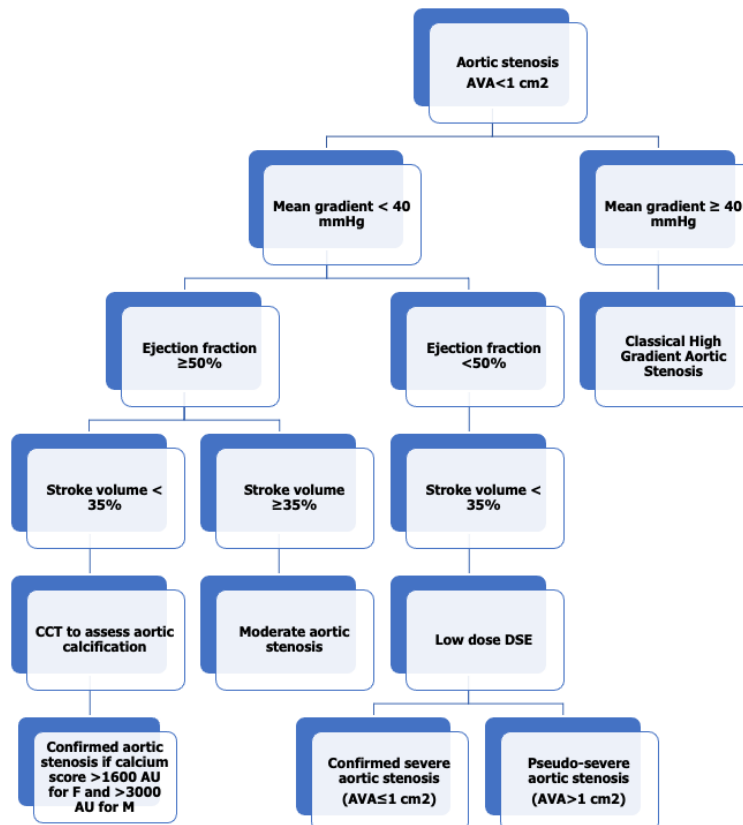 Aortic stenosis
AVA<1 cm2
Mean gradient < 40
mmHg
Mean gradient ≥ 40
mmHg
Ejection fraction
≥50%
Ejection fraction
<50%
Classical High
Gradient Aortic
Stenosis
Stroke volume <
35%
Stroke volume
≥35%
Stroke volume <
35%
CCT to assess aortic
calcification
Moderate aortic
stenosis
Low dose DSE
Confirmed aortic
stenosis if calcium
score >1600 AU
for F and >3000
AU for M
Confirmed severe
aortic stenosis
(AVA≤1 cm2)
Pseudo-severe
aortic stenosis
(AVA>1 cm2)